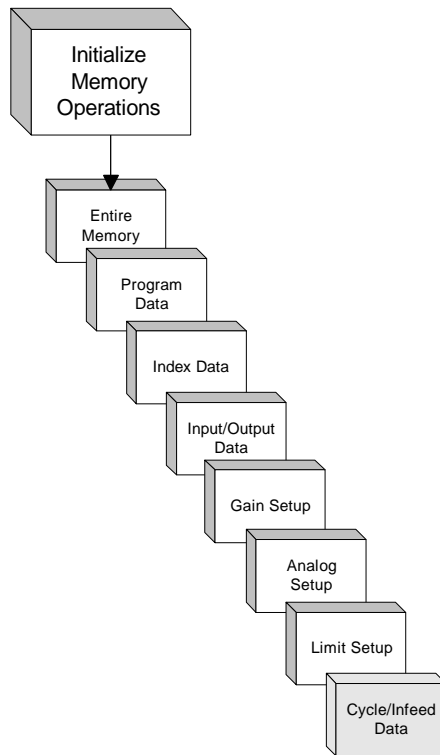 Initialize
Memory
Operations
Entire
Memory
Program
Data
Index Data
Input/Output
Data
Gain Setup
Analog
Setup
Limit Setup
Cycle/Infeed
Data